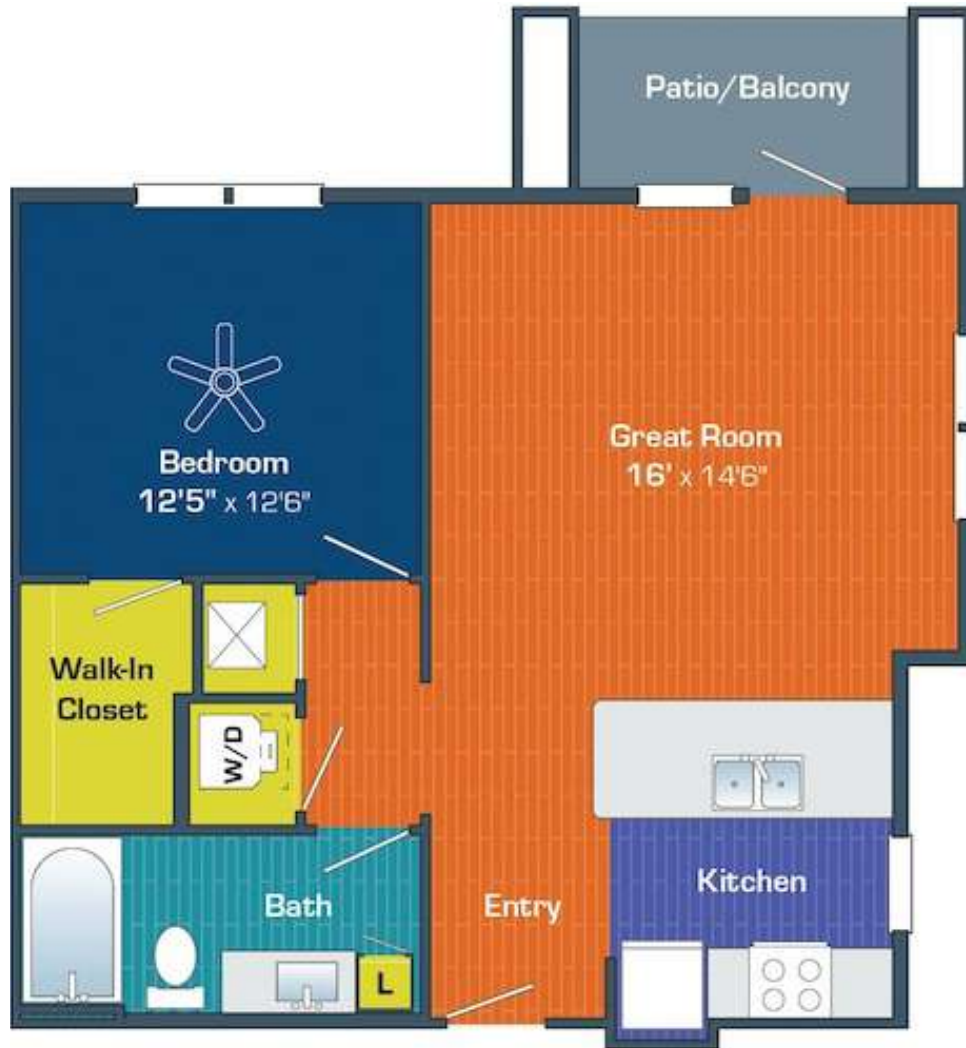 Patio/Balcony
Great Room
16' x 14'6"
Bedroom
12'5" x 12'6"
Walk-In
Closet
W/D
Kitchen
Bath
Entry
L